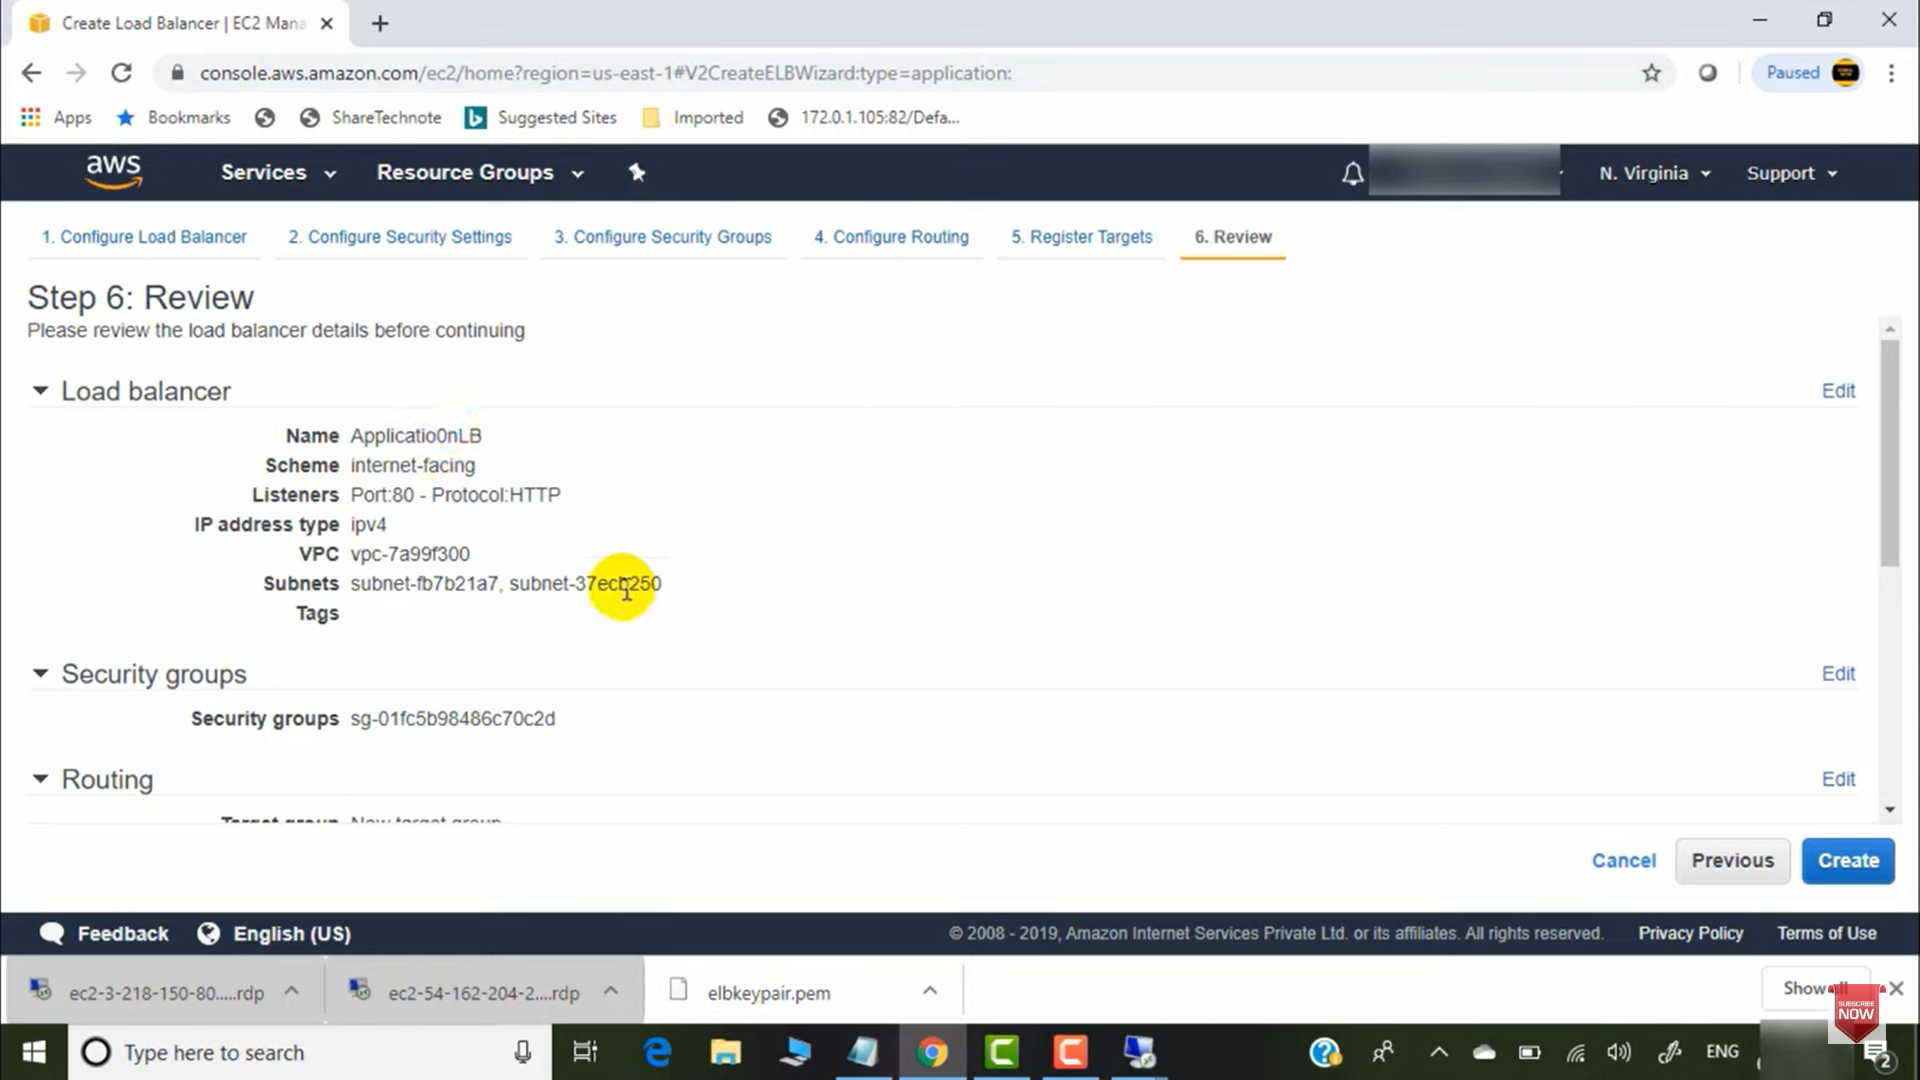 Create Load Balancer | EC2 Mana
console.aws.amazon.com/ec2/home?region=us-east-1#V2CreateELBWizard:type=application:
Paused
Apps
Bookmarks
ShareTechnote
Suggested Sites
Imported
172.0.1.105:82/Defa...
aws
Services
Resource Groups
N. Virginia
Support
1. Configure Load Balancer
2. Configure Security Settings
3. Configure Security Groups
4. Configure Routing
5. Register Targets
6. Review
Step 6: Review
Please review the load balancer details before continuing
Load balancer
Edit
Name Applicatio0nLB
Scheme internet-facing
Listeners Port:80 - Protocol:HTTP
IP address type ipv4
VPC vpc-7a99f300
Subnets subnet-fb7b21a7,
Tags
Security groups
Edit
Security groups sg-01fc5b98486c70c2d
Routing
Edit
Target group New target group
Cancel
Previous
Create
Feedback
English (US)
© 2008 - 2019, Amazon Internet Services Private Ltd. or its affiliates. All rights reserved.
Privacy Policy
Terms of Use
ec2-3-218-150-80.....rdp
ec2-54-162-204-2....rdp
elbkeypair.pem
Show
SUBSCRIBE
NOW
Type here to search
ENG
2